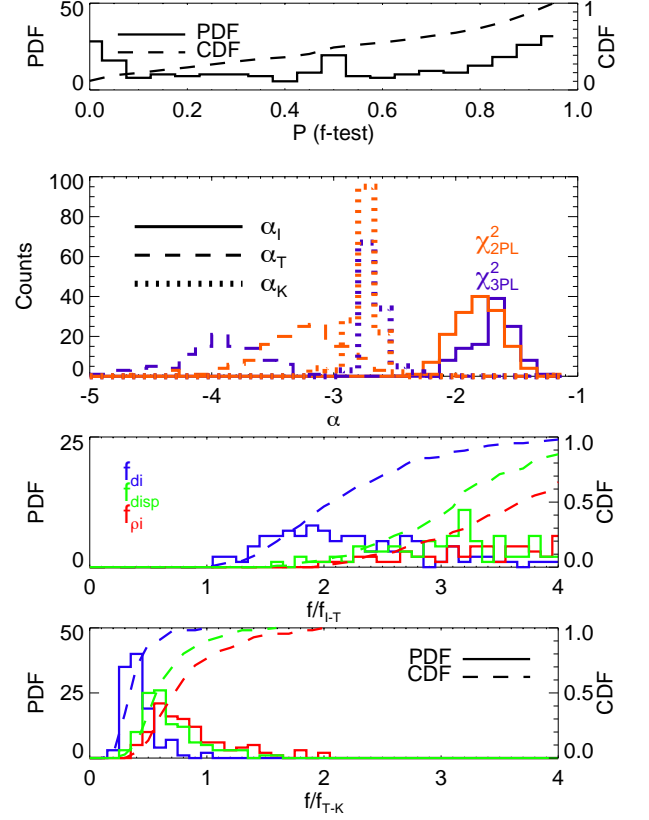 50
1
PDF
PDF
CDF
CDF
0
0
0.0 0.2 0.4 0.6 0.8 1.0
P (f-test)
100
80
60
40
20
0
Counts
α_I
α_T
α_K
χ²_2PL
χ²_3PL
-5 -4 -3 -2 -1
α
25
0
PDF
f_di
f_disp
f_ρi
1.0
0.5
0.0
CDF
0 1 2 3 4
f/f_I-T
50
25
0
PDF
PDF
CDF
1.0
0.5
0.0
CDF
0 1 2 3 4
f/f_T-K